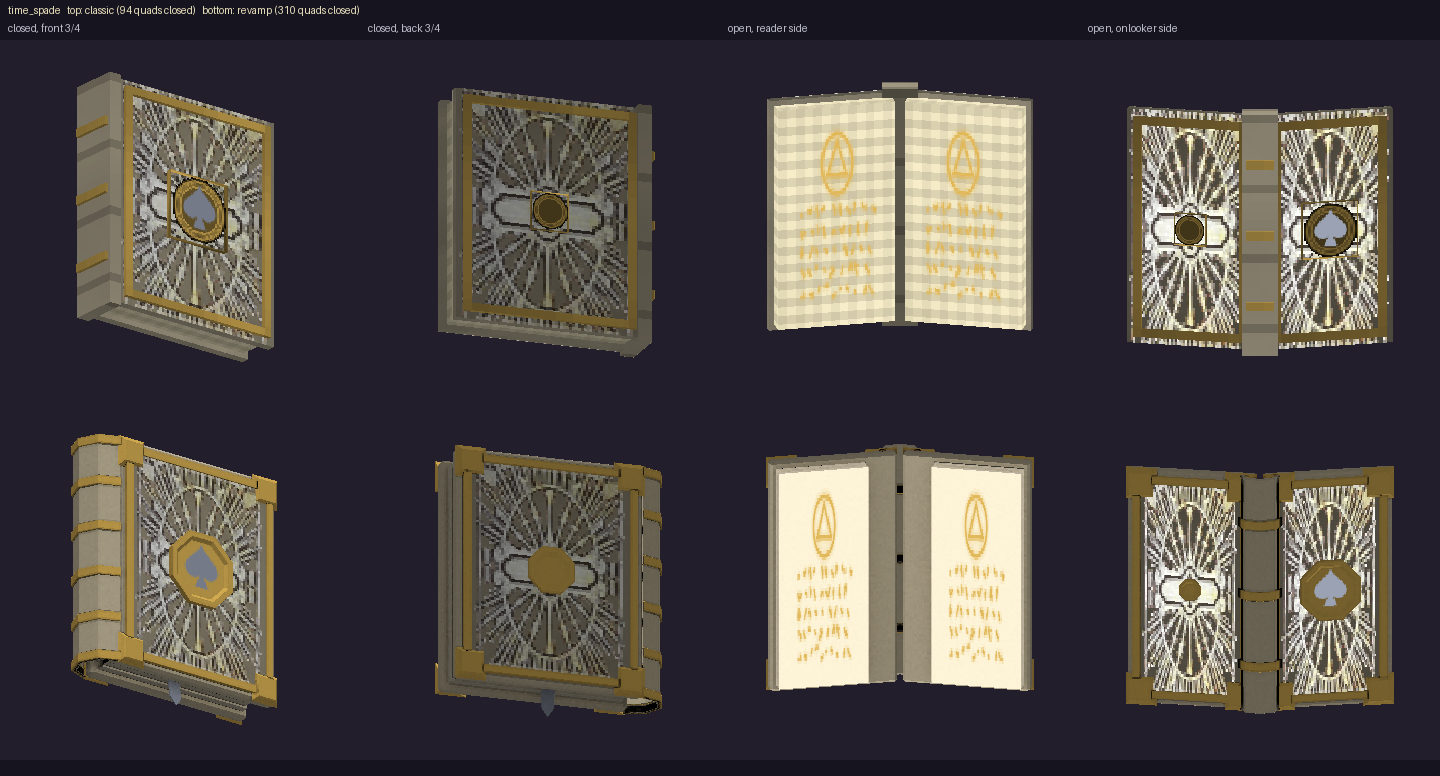 time_spade top: classic (94 quads closed) bottom: revamp (310 quads closed)
closed, front 3/4 closed, back 3/4 open, reader side open, onlooker side